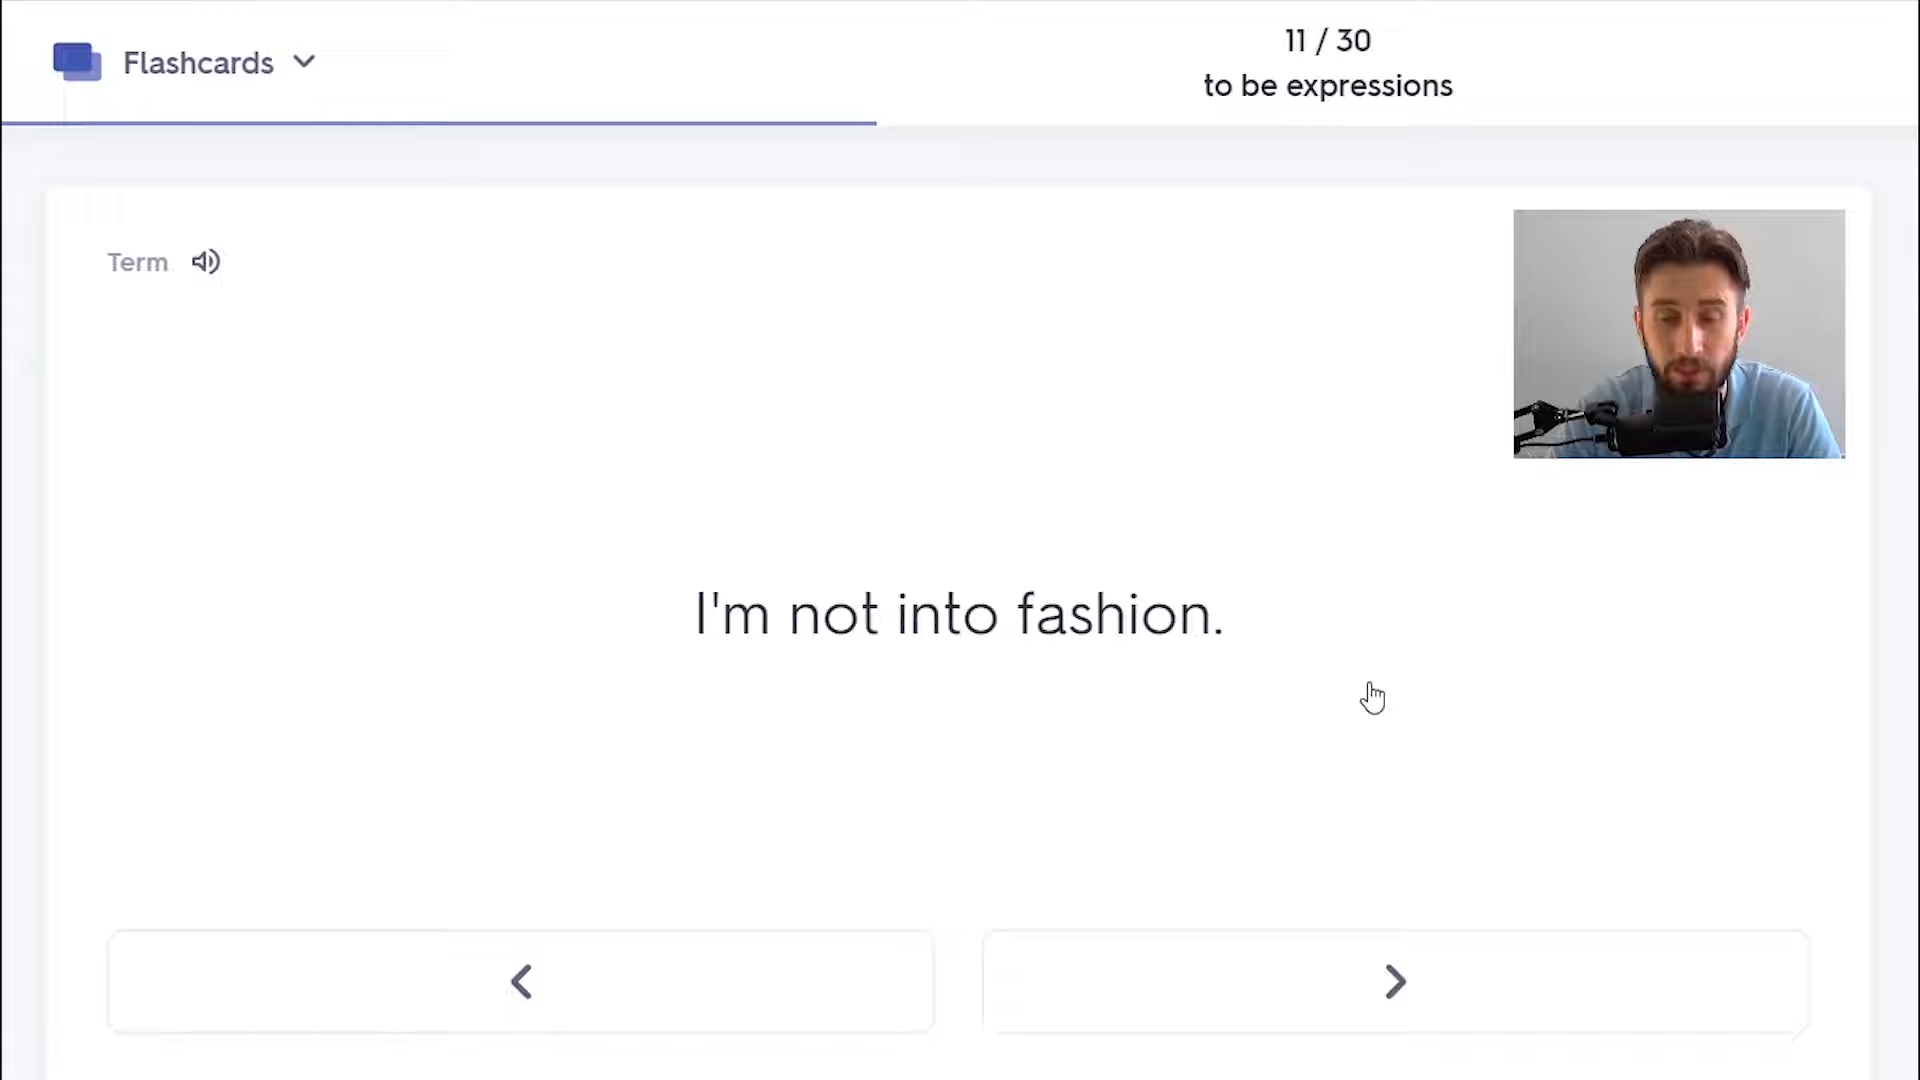 Flashcards
11 / 30
to be expressions
Term
I'm not into fashion.